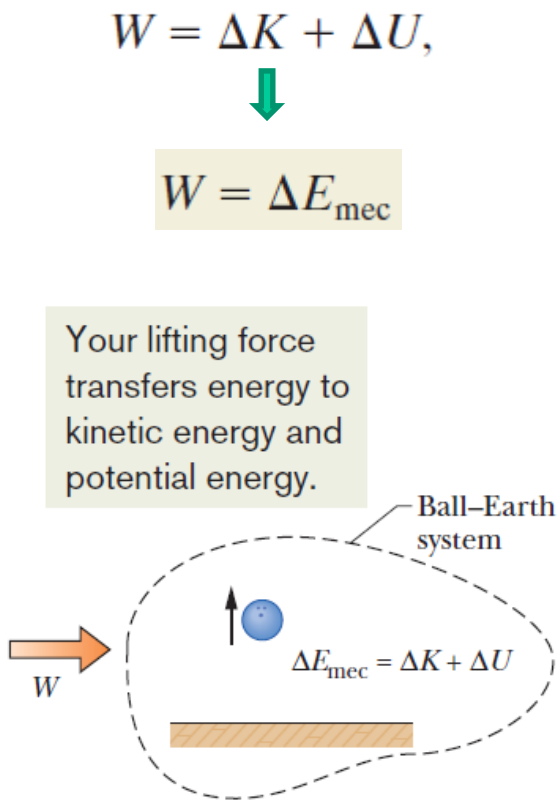 W = ΔK + ΔU,
W = ΔE_mec
Your lifting force
transfers energy to
kinetic energy and
potential energy.
Ball–Earth
system
ΔE_mec = ΔK + ΔU
W